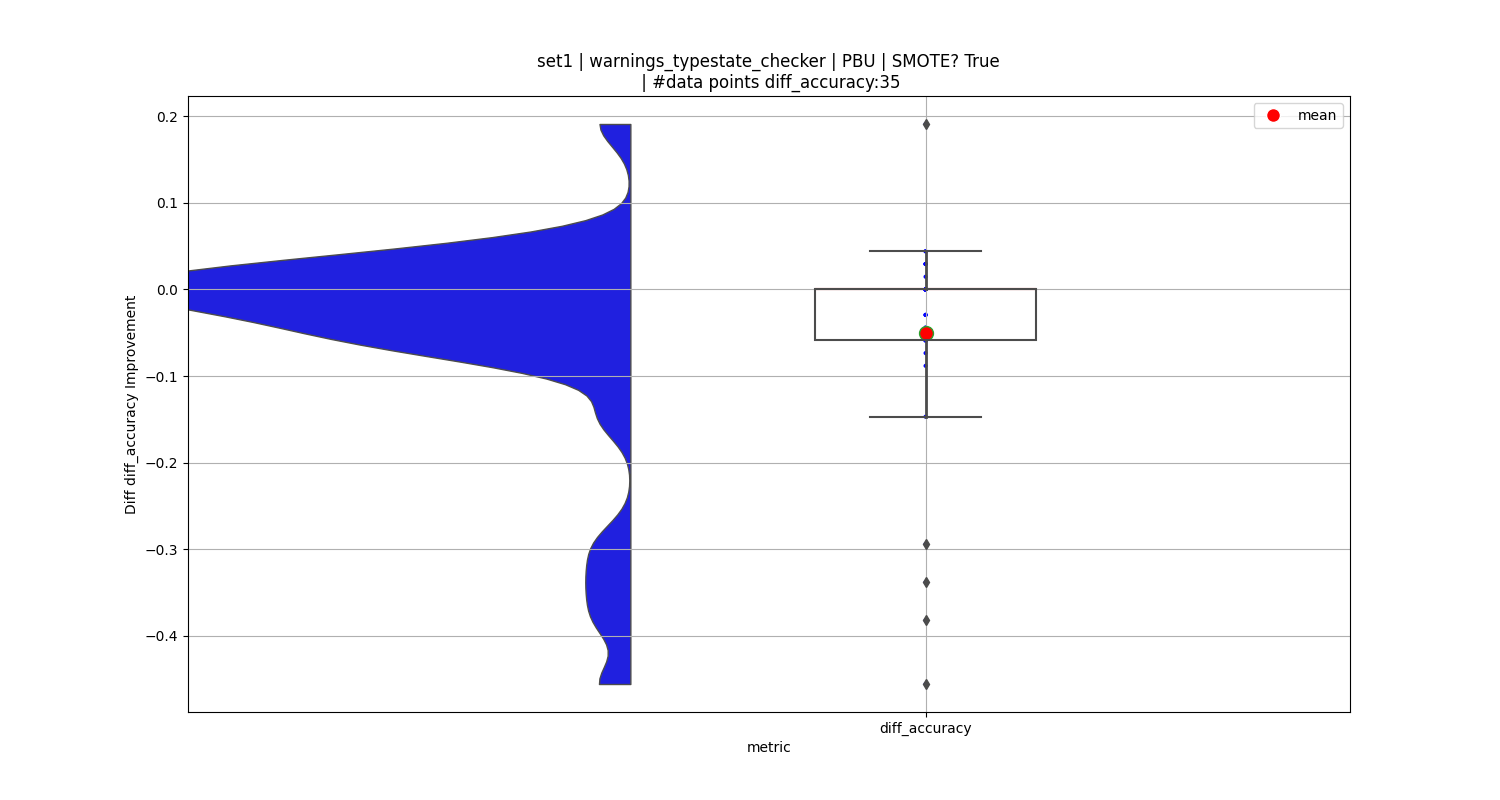 set1 | warnings_typestate_checker | PBU | SMOTE? True
| #data points diff_accuracy:35
mean
0.2
0.1
0.0
−0.1
−0.2
−0.3
−0.4
Diff diff_accuracy Improvement
diff_accuracy
metric